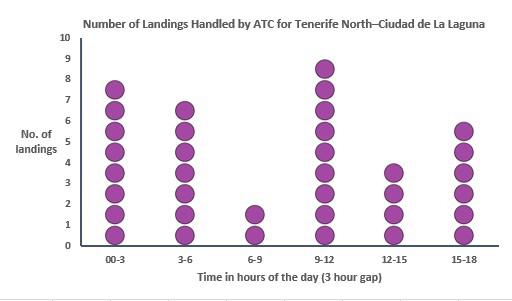 Number of Landings Handled by ATC for Tenerife North–Ciudad de La Laguna
10
9
8
7
6
5
4
3
2
1
0
No. of
landings
00-3 3-6 6-9 9-12 12-15 15-18
Time in hours of the day (3 hour gap)